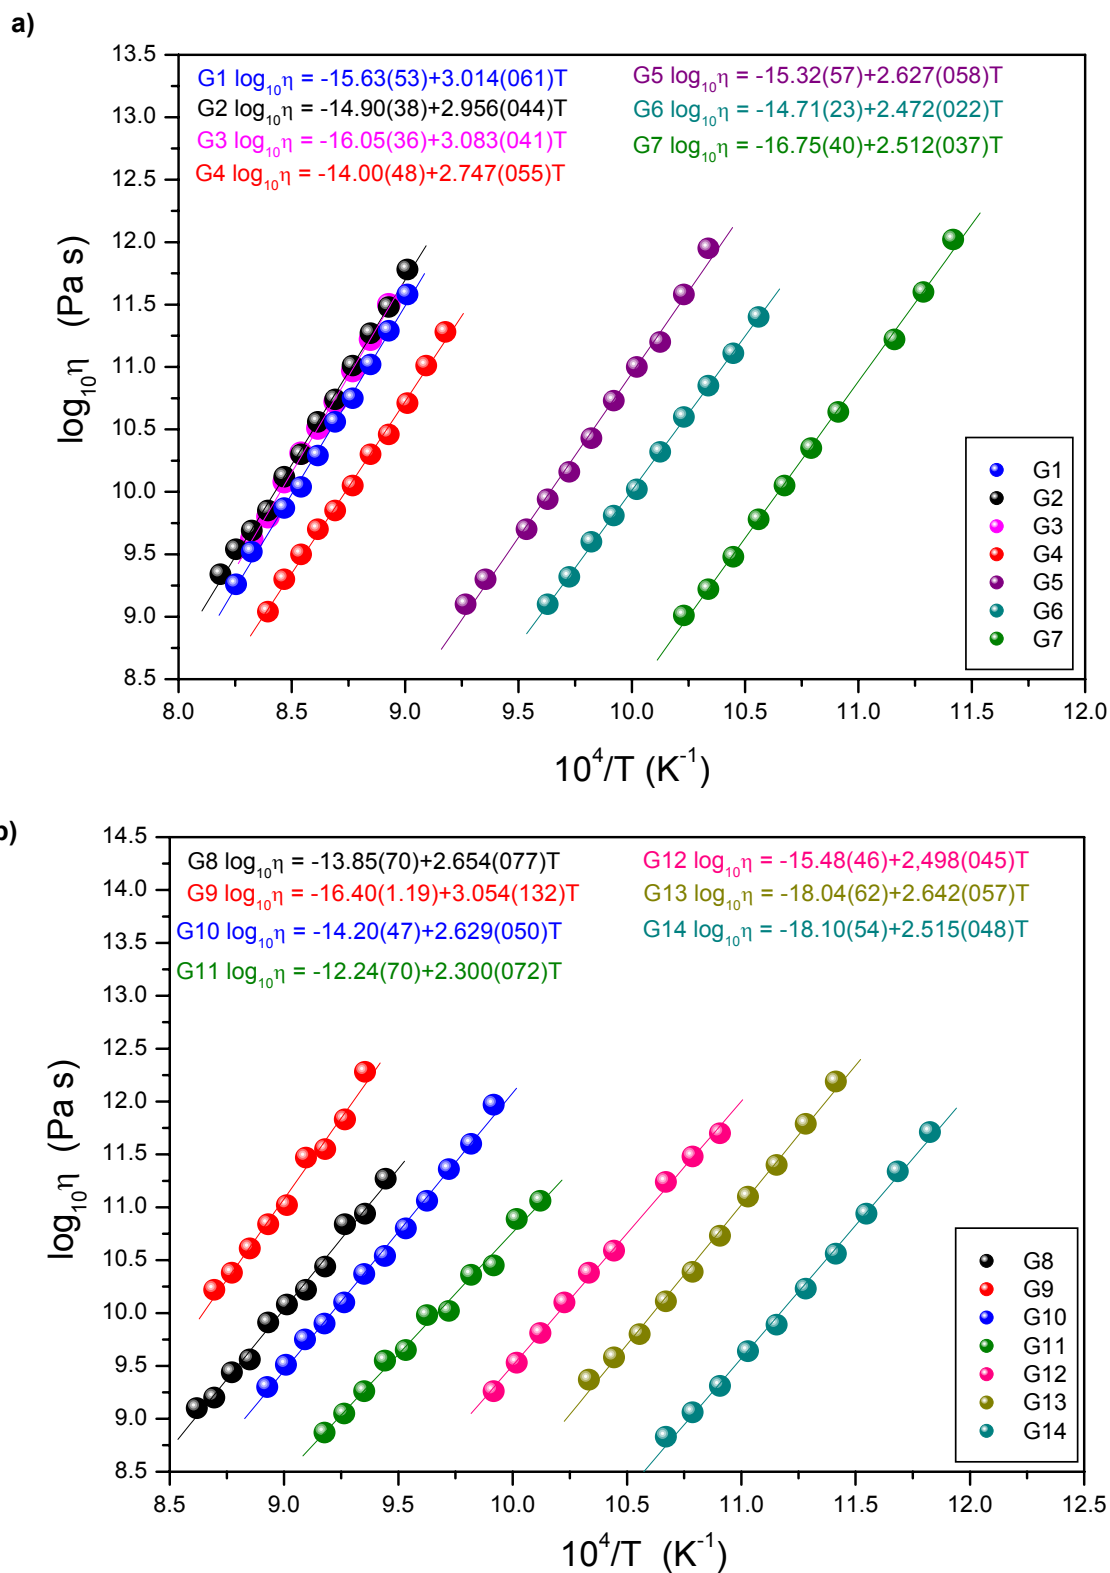 a)
13.5
13.0
12.5
12.0
11.5
11.0
10.5
10.0
9.5
9.0
8.5
log₁₀η (Pa s)
G1 log₁₀η = -15.63(53)+3.014(061)T
G2 log₁₀η = -14.90(38)+2.956(044)T
G3 log₁₀η = -16.05(36)+3.083(041)T
G4 log₁₀η = -14.00(48)+2.747(055)T
G5 log₁₀η = -15.32(57)+2.627(058)T
G6 log₁₀η = -14.71(23)+2.472(022)T
G7 log₁₀η = -16.75(40)+2.512(037)T
G1
G2
G3
G4
G5
G6
G7
8.0 8.5 9.0 9.5 10.0 10.5 11.0 11.5 12.0
10⁴/T (K⁻¹)
b)
14.5
14.0
13.5
13.0
12.5
12.0
11.5
11.0
10.5
10.0
9.5
9.0
8.5
log₁₀η (Pa s)
G8 log₁₀η = -13.85(70)+2.654(077)T
G9 log₁₀η = -16.40(1.19)+3.054(132)T
G10 log₁₀η = -14.20(47)+2.629(050)T
G11 log₁₀η = -12.24(70)+2.300(072)T
G12 log₁₀η = -15.48(46)+2,498(045)T
G13 log₁₀η = -18.04(62)+2.642(057)T
G14 log₁₀η = -18.10(54)+2.515(048)T
G8
G9
G10
G11
G12
G13
G14
8.5 9.0 9.5 10.0 10.5 11.0 11.5 12.0 12.5
10⁴/T (K⁻¹)